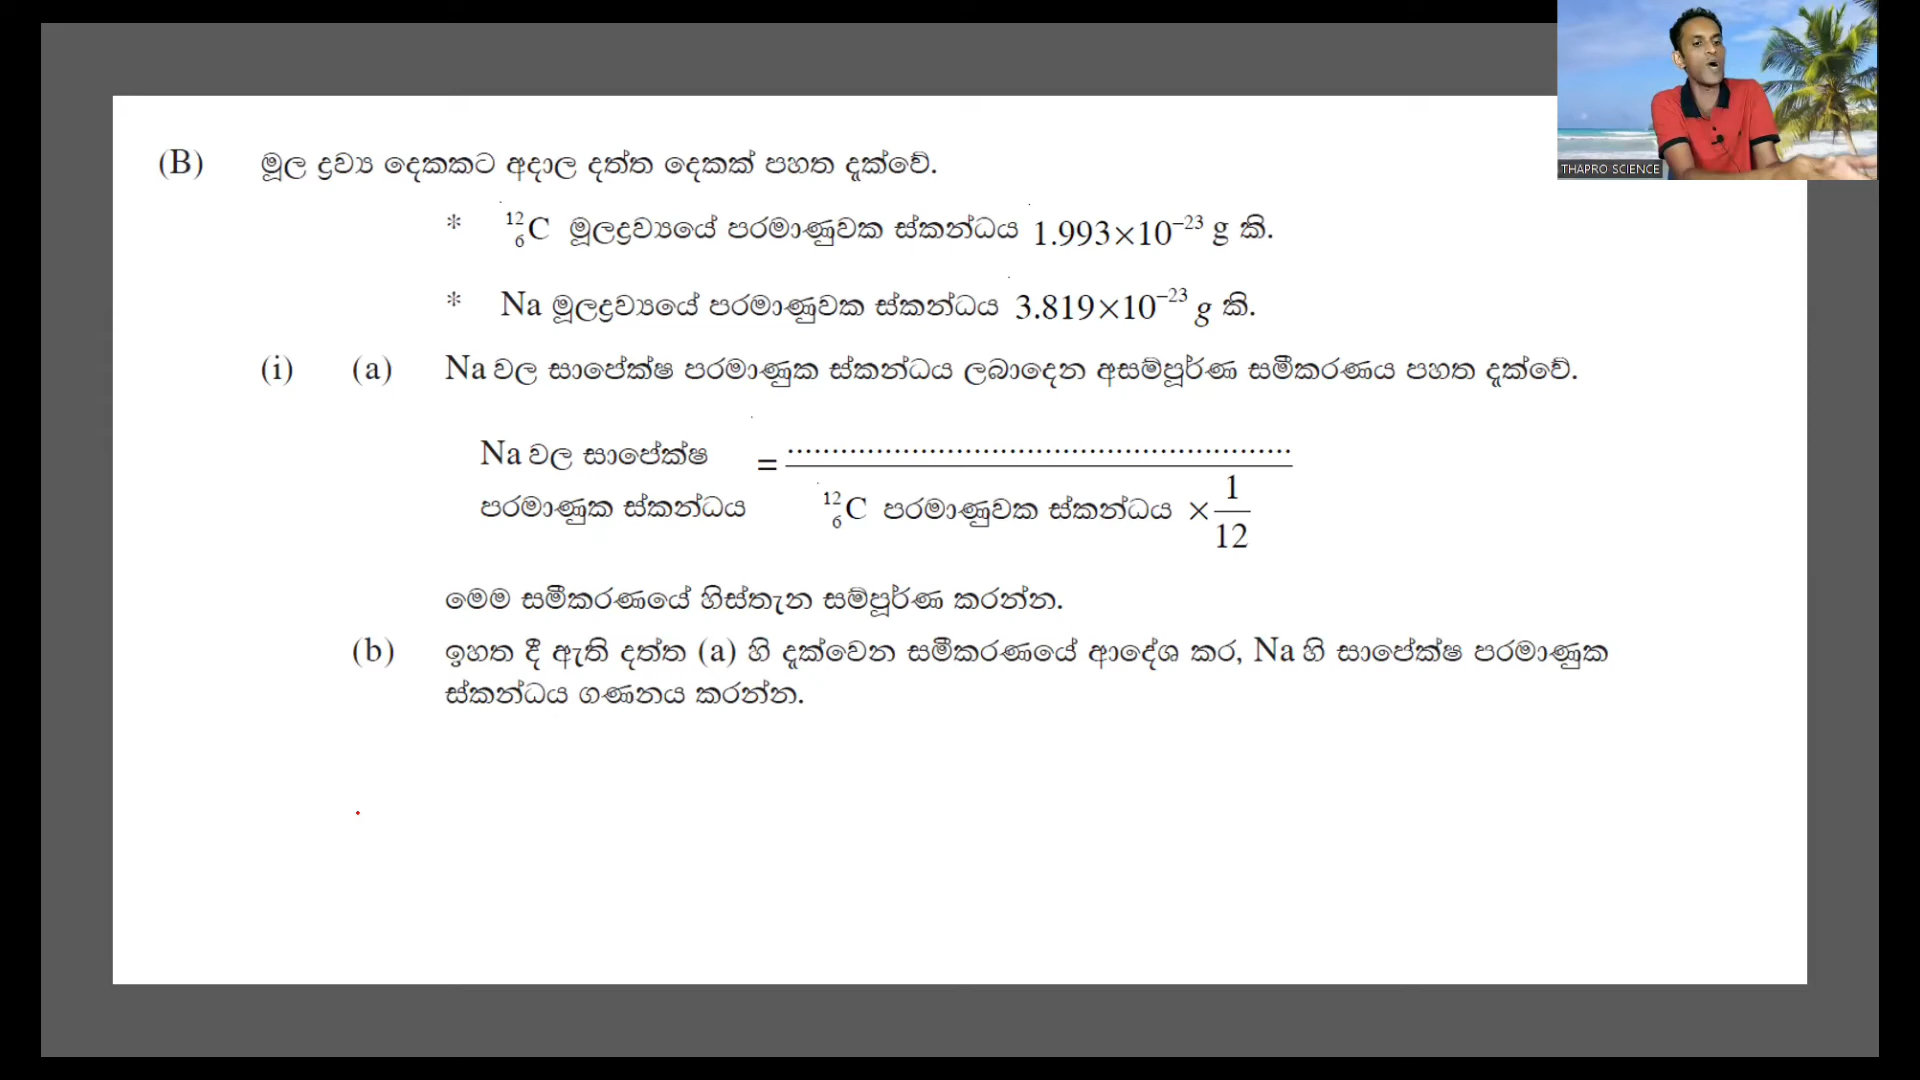 THAPRO SCIENCE
(B) මූල ද්‍රව්‍ය දෙකකට අදාල දත්ත දෙකක් පහත දැක්වේ.
* ¹²₆C මූලද්‍රව්‍යයේ පරමාණුවක ස්කන්ධය 1.993×10⁻²³ g කි.
* Na මූලද්‍රව්‍යයේ පරමාණුවක ස්කන්ධය 3.819×10⁻²³ g කි.
(i) (a) Na වල සාපේක්ෂ පරමාණුක ස්කන්ධය ලබාදෙන අසම්පූර්ණ සමීකරණය පහත දැක්වේ.
Na වල සාපේක්ෂ
පරමාණුක ස්කන්ධය
= ........................................................
¹²₆C පරමාණුවක ස්කන්ධය × 1/12
මෙම සමීකරණයේ හිස්තැන සම්පූර්ණ කරන්න.
(b) ඉහත දී ඇති දත්ත (a) හි දැක්වෙන සමීකරණයේ ආදේශ කර, Na හි සාපේක්ෂ පරමාණුක
ස්කන්ධය ගණනය කරන්න.